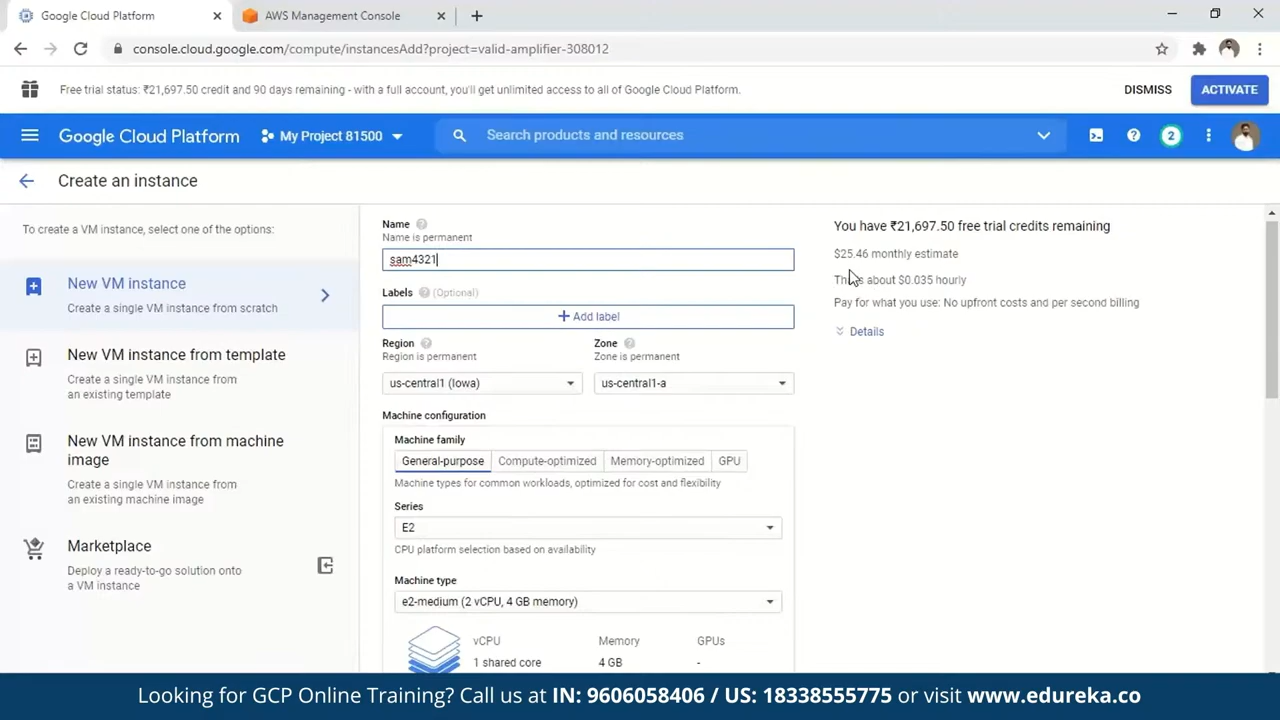 Google Cloud Platform
AWS Management Console
console.cloud.google.com/compute/instancesAdd?project=valid-amplifier-308012
Free trial status: ₹21,697.50 credit and 90 days remaining - with a full account, you'll get unlimited access to all of Google Cloud Platform.
DISMISS
ACTIVATE
Google Cloud Platform
My Project 81500
Search products and resources
2
Create an instance
To create a VM instance, select one of the options:
New VM instance
Create a single VM instance from scratch
New VM instance from template
Create a single VM instance from
an existing template
New VM instance from machine
image
Create a single VM instance from
an existing machine image
Marketplace
Deploy a ready-to-go solution onto
a VM instance
Name
Name is permanent
sam4321
Labels (Optional)
Add label
Region
Region is permanent
us-central1 (Iowa)
Zone
Zone is permanent
us-central1-a
Machine configuration
Machine family
General-purpose
Compute-optimized
Memory-optimized
GPU
Machine types for common workloads, optimized for cost and flexibility
Series
E2
CPU platform selection based on availability
Machine type
e2-medium (2 vCPU, 4 GB memory)
vCPU
Memory
GPUs
1 shared core
4 GB
-
You have ₹21,697.50 free trial credits remaining
$25.46 monthly estimate
about $0.035 hourly
Pay for what you use: No upfront costs and per second billing
Details
Looking for GCP Online Training? Call us at IN: 9606058406 / US: 18338555775 or visit www.edureka.co